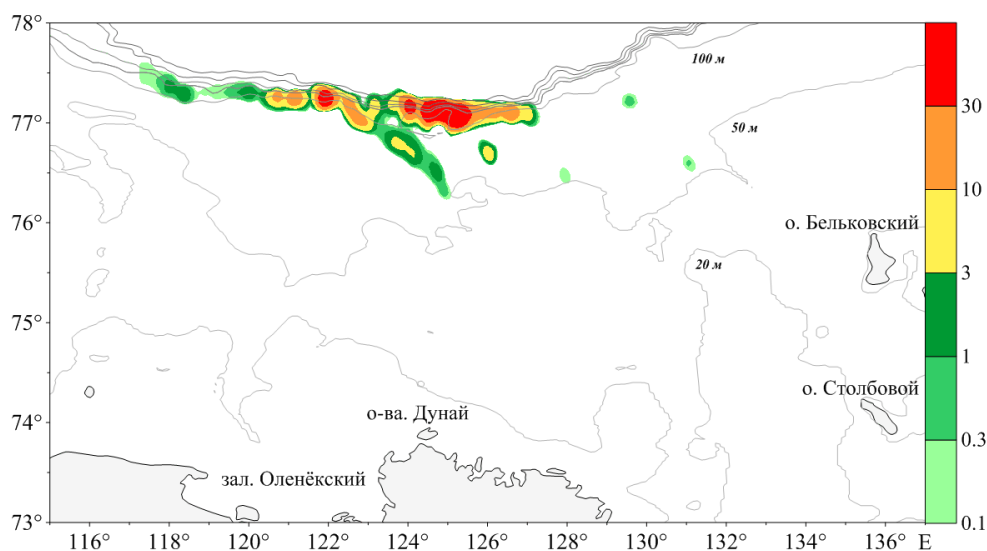 78°
77°
76°
75°
74°
73°
100 м
50 м
20 м
о. Бельковский
о. Столбовой
о-ва. Дунай
зал. Оленёкский
116° 118 120 122 124 126 128 130 132 134 136° E
30
10
3
1
0.3
0.1